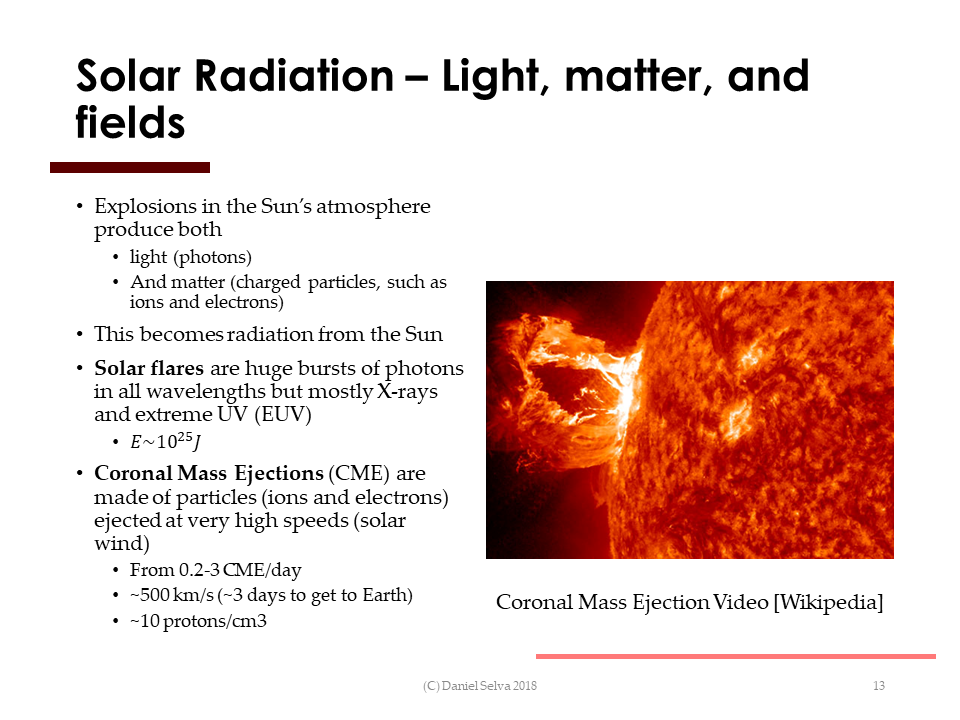 Solar Radiation – Light, matter, and
fields
• Explosions in the Sun’s atmosphere
produce both
• light (photons)
• And matter (charged particles, such as
ions and electrons)
• This becomes radiation from the Sun
• Solar flares are huge bursts of photons
in all wavelengths but mostly X-rays
and extreme UV (EUV)
• 𝐸~10²⁵𝐽
• Coronal Mass Ejections (CME) are
made of particles (ions and electrons)
ejected at very high speeds (solar
wind)
• From 0.2-3 CME/day
• ~500 km/s (~3 days to get to Earth)
• ~10 protons/cm3
Coronal Mass Ejection Video [Wikipedia]
(C) Daniel Selva 2018
13